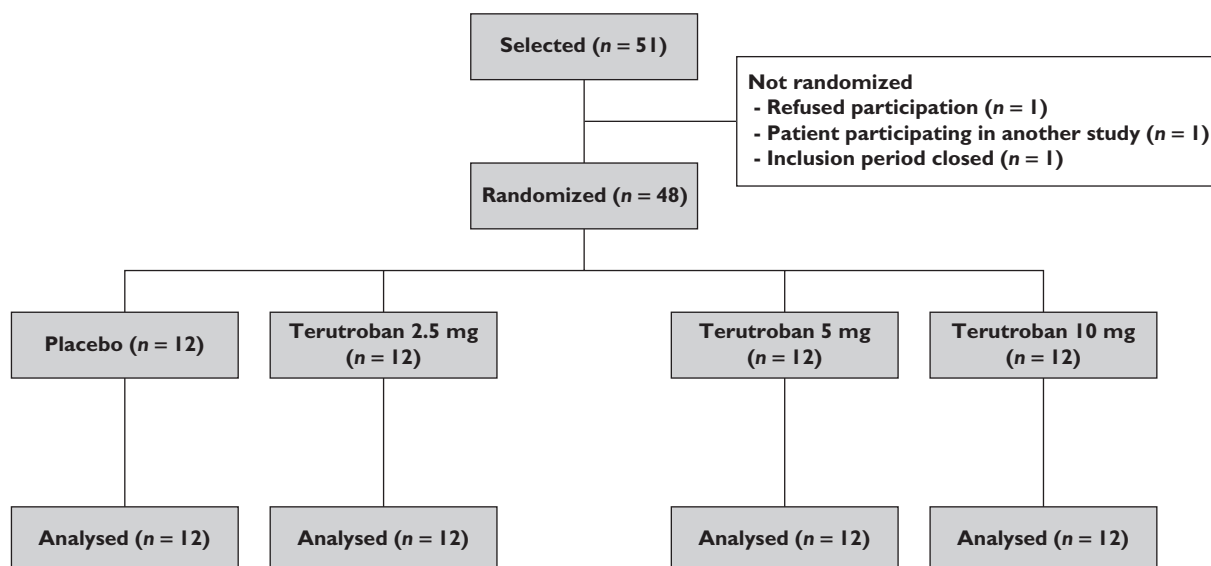 Selected (n = 51)
Not randomized
- Refused participation (n = 1)
- Patient participating in another study (n = 1)
- Inclusion period closed (n = 1)
Randomized (n = 48)
Placebo (n = 12)
Terutroban 2.5 mg
(n = 12)
Terutroban 5 mg
(n = 12)
Terutroban 10 mg
(n = 12)
Analysed (n = 12)
Analysed (n = 12)
Analysed (n = 12)
Analysed (n = 12)